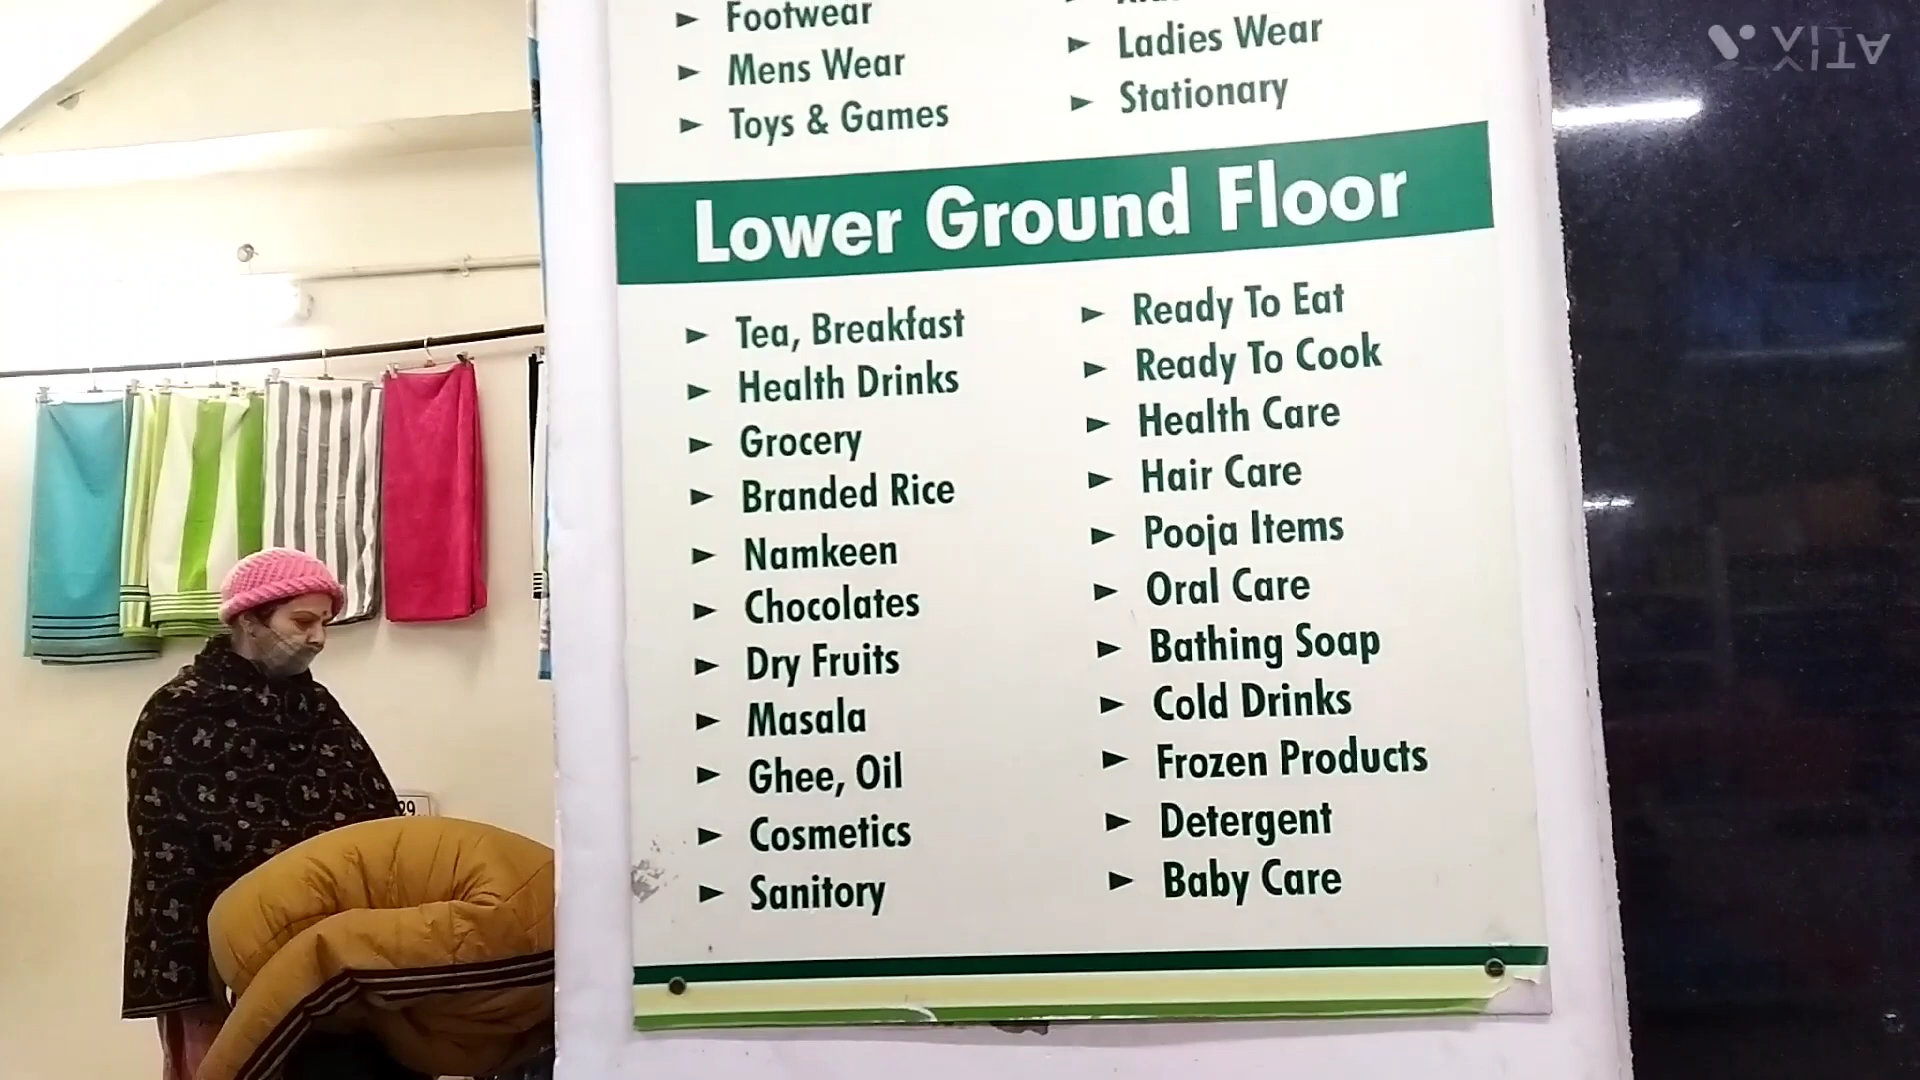 Footwear
Mens Wear
Toys & Games
Ladies Wear
Stationary
Lower Ground Floor
Tea, Breakfast
Health Drinks
Grocery
Branded Rice
Namkeen
Chocolates
Dry Fruits
Masala
Ghee, Oil
Cosmetics
Sanitory
Ready To Eat
Ready To Cook
Health Care
Hair Care
Pooja Items
Oral Care
Bathing Soap
Cold Drinks
Frozen Products
Detergent
Baby Care